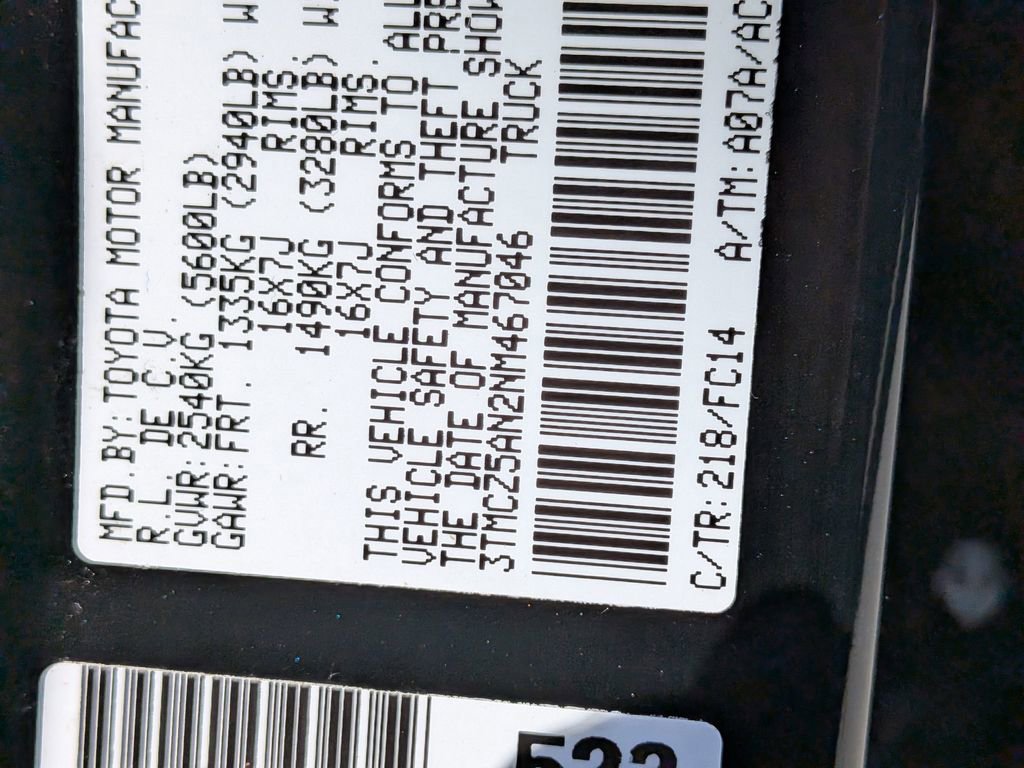 MFD.BY:TOYOTA MOTOR MANUFAC
R.L. DE C.V.
GVWR:2540KG (5600LB)
GAWR:FRT. 1335KG (2940LB) W
16X7J RIMS
RR. 1490KG (3280LB) W
16X7J RIMS.
THIS VEHICLE CONFORMS TO ALL
VEHICLE SAFETY AND THEFT PRE
THE DATE OF MANUFACTURE SHOW
3TMCZ5AN2NM467046 TRUCK
C/TR:218/FC14 A/TM:A07A/AC